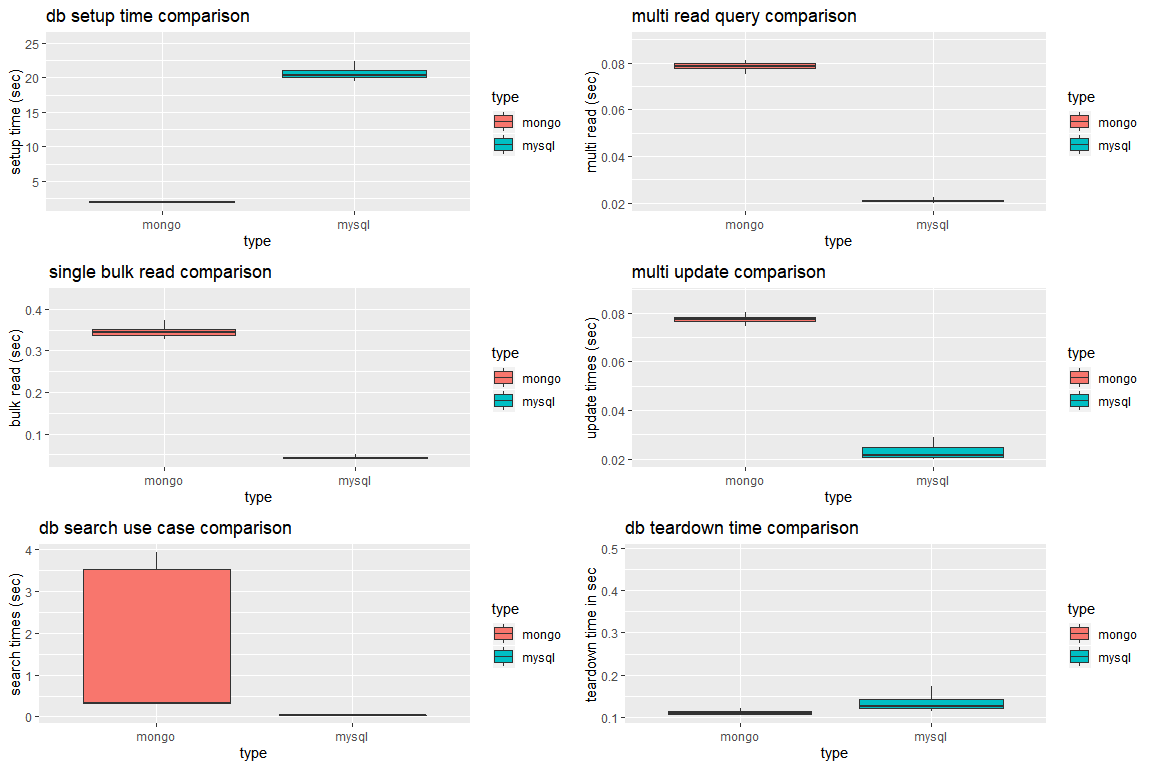 db setup time comparison
setup time (sec)
25
20
15
10
5
mongo
mysql
type
type
mongo
mysql
multi read query comparison
multi read (sec)
0.08
0.06
0.04
0.02
mongo
mysql
type
type
mongo
mysql
single bulk read comparison
bulk read (sec)
0.4
0.3
0.2
0.1
mongo
mysql
type
type
mongo
mysql
multi update comparison
update times (sec)
0.08
0.06
0.04
0.02
mongo
mysql
type
type
mongo
mysql
db search use case comparison
search times (sec)
4
3
2
1
0
mongo
mysql
type
type
mongo
mysql
db teardown time comparison
teardown time in sec
0.5
0.4
0.3
0.2
0.1
mongo
mysql
type
type
mongo
mysql